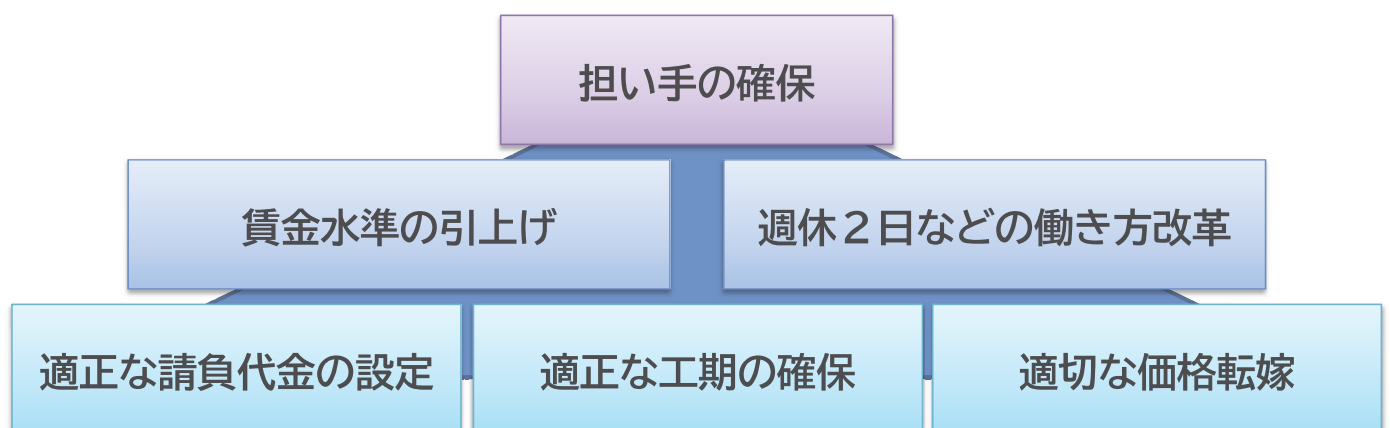 担い手の確保
賃金水準の引上げ
週休２日などの働き方改革
適正な請負代金の設定
適正な工期の確保
適切な価格転嫁